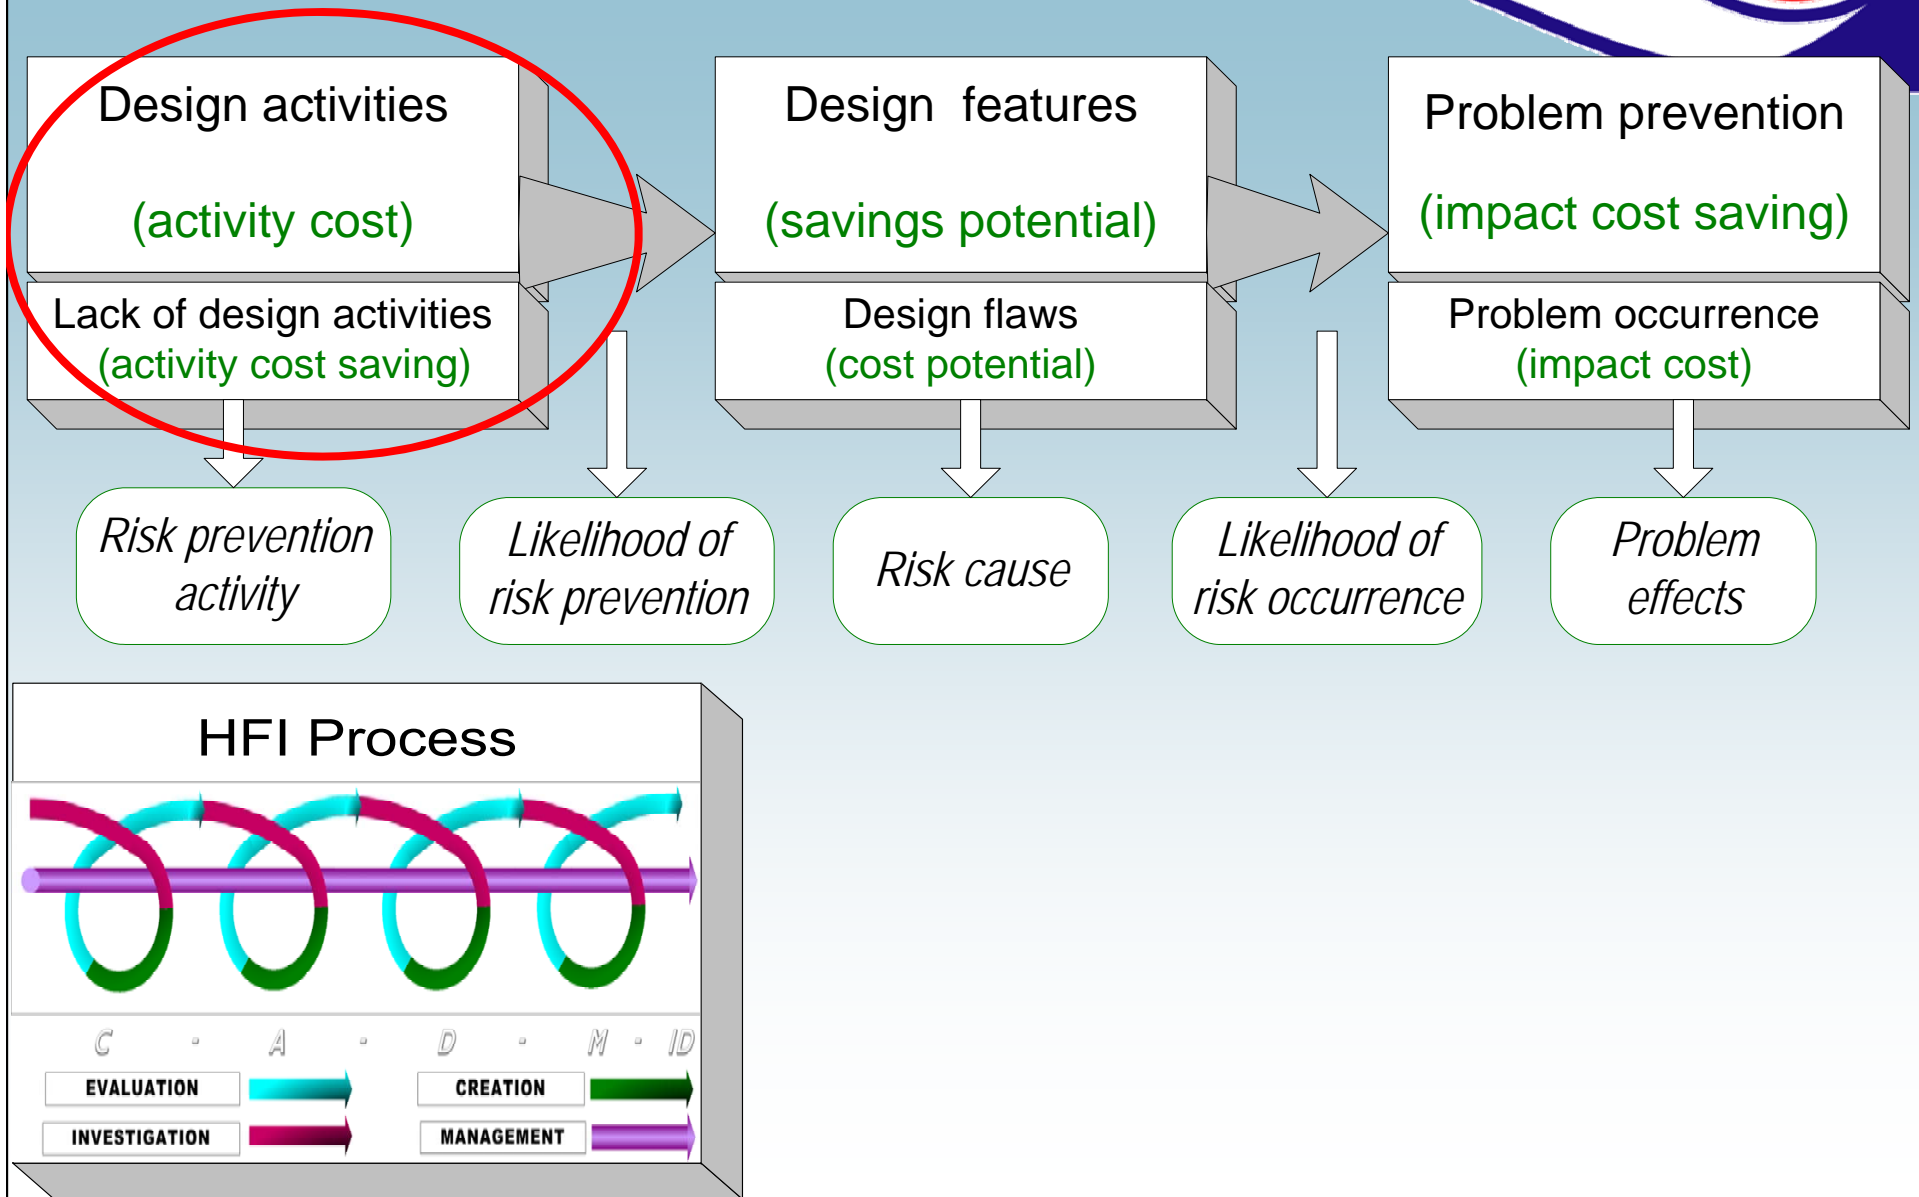 Design activities
(activity cost)
Lack of design activities
(activity cost saving)
Design features
(savings potential)
Design flaws
(cost potential)
Problem prevention
(impact cost saving)
Problem occurrence
(impact cost)
Risk prevention
activity
Likelihood of
risk prevention
Risk cause
Likelihood of
risk occurrence
Problem
effects
HFI Process
C - A - D - M - ID
EVALUATION
CREATION
INVESTIGATION
MANAGEMENT